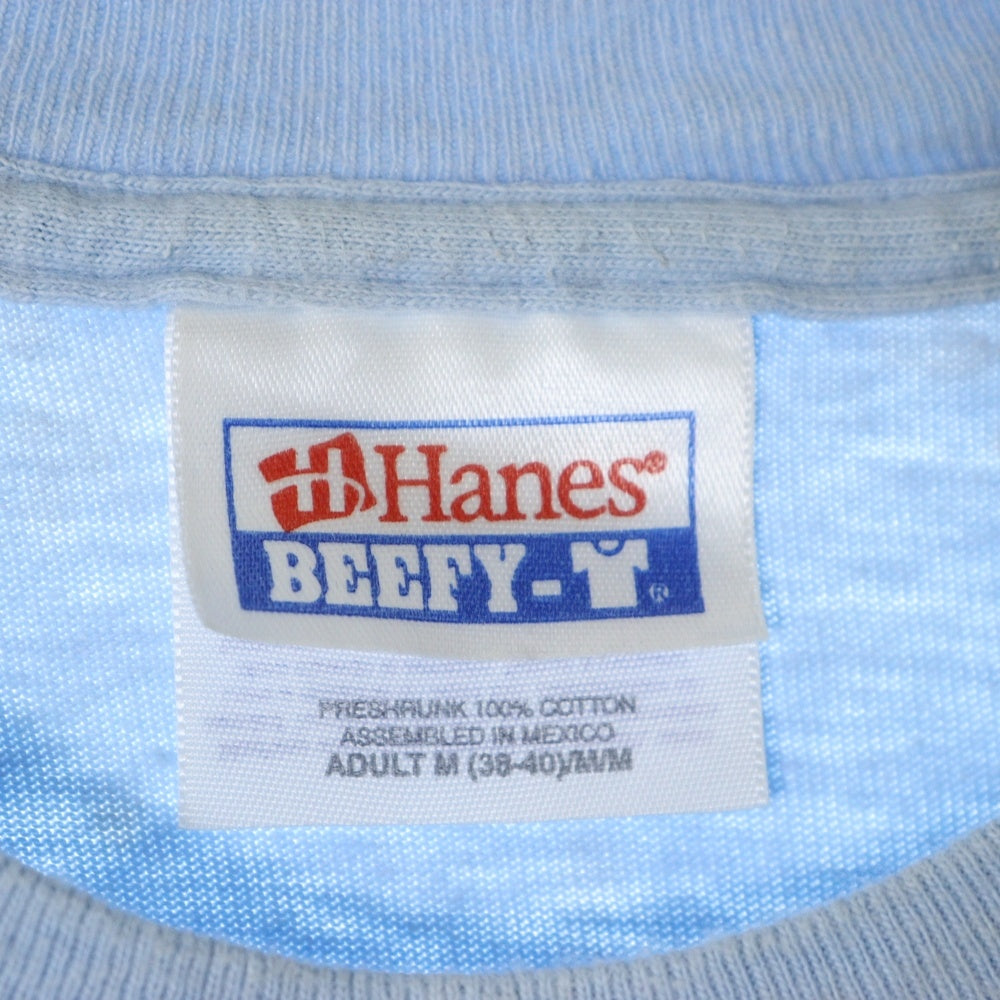 Hanes®
BEEFY-T®
PRESHRUNK 100% COTTON
ASSEMBLED IN MEXICO
ADULT M (38-40)/M/M